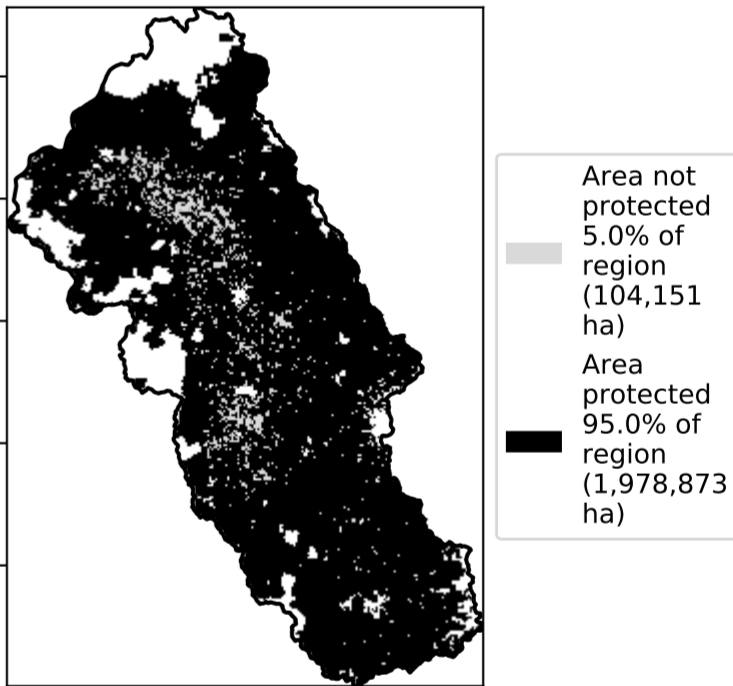 Area not
protected
5.0% of
region
(104,151
ha)
Area
protected
95.0% of
region
(1,978,873
ha)